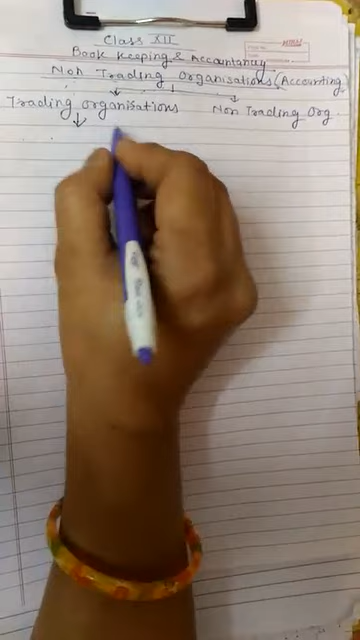 Class XII
Book Keeping & Accountancy
Non Trading Organisations (Accounting)
Trading organisations Non Trading Org.